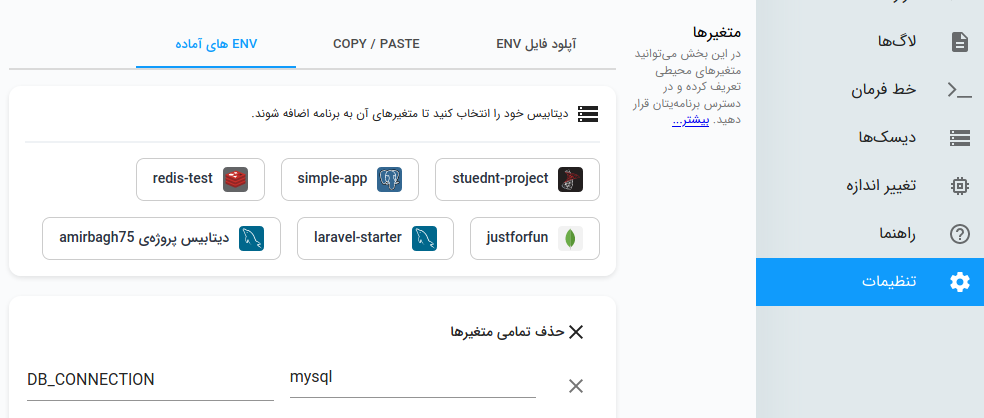 لاگ‌ها
خط فرمان
دیسک‌ها
تغییر اندازه
راهنما
تنظیمات
متغیرها
در این بخش می‌توانید
متغیرهای محیطی
تعریف کرده و در
دسترس برنامه‌یتان قرار
دهید. بیشتر...
آپلود فایل ENV
COPY / PASTE
ENV های آماده
دیتابیس خود را انتخاب کنید تا متغیرهای آن به برنامه اضافه شوند.
stuednt-project
simple-app
redis-test
justforfun
laravel-starter
دیتابیس پروژه‌ی amirbagh75
حذف تمامی متغیرها
DB_CONNECTION
mysql